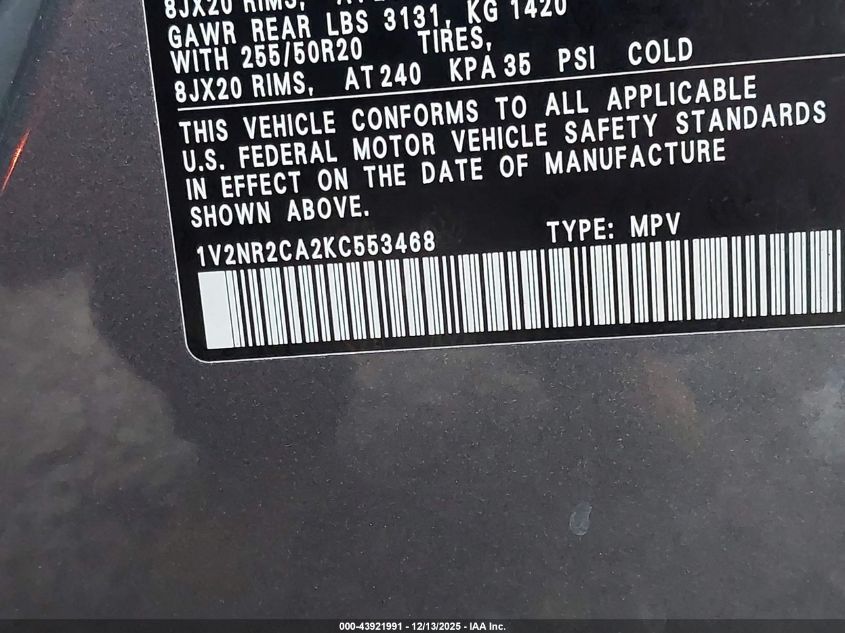 8JX20 RIMS,
GAWR REAR LBS 3131, KG 1420
WITH 255/50R20 TIRES,
8JX20 RIMS, AT 240 KPA 35 PSI COLD
THIS VEHICLE CONFORMS TO ALL APPLICABLE
U.S. FEDERAL MOTOR VEHICLE SAFETY STANDARDS
IN EFFECT ON THE DATE OF MANUFACTURE
SHOWN ABOVE.
1V2NR2CA2KC553468 TYPE: MPV
000-43921991 - 12/13/2025 - IAA Inc.